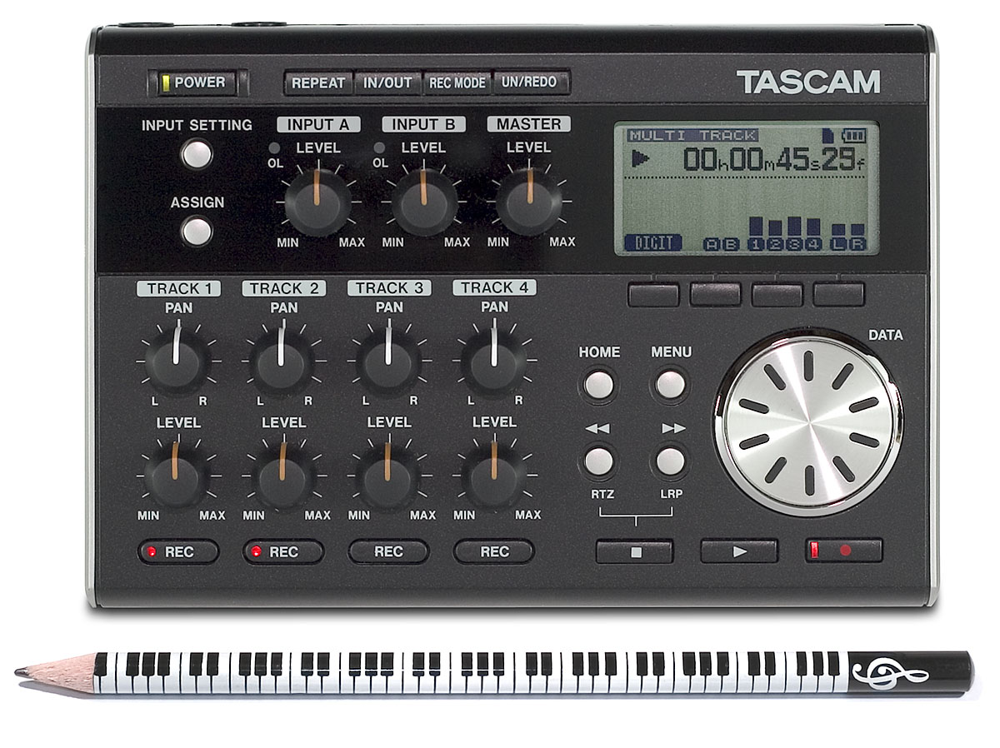 POWER
REPEAT IN/OUT REC MODE UN/REDO
TASCAM
INPUT SETTING
ASSIGN
INPUT A INPUT B MASTER
OL LEVEL OL LEVEL LEVEL
MIN MAX MIN MAX MIN MAX
MULTI TRACK
00h00m45s29f
DIGIT A B 1 2 3 4 L R
TRACK 1 TRACK 2 TRACK 3 TRACK 4
PAN PAN PAN PAN
L R L R L R L R
LEVEL LEVEL LEVEL LEVEL
MIN MAX MIN MAX MIN MAX MIN MAX
REC REC REC REC
HOME MENU
DATA
RTZ LRP